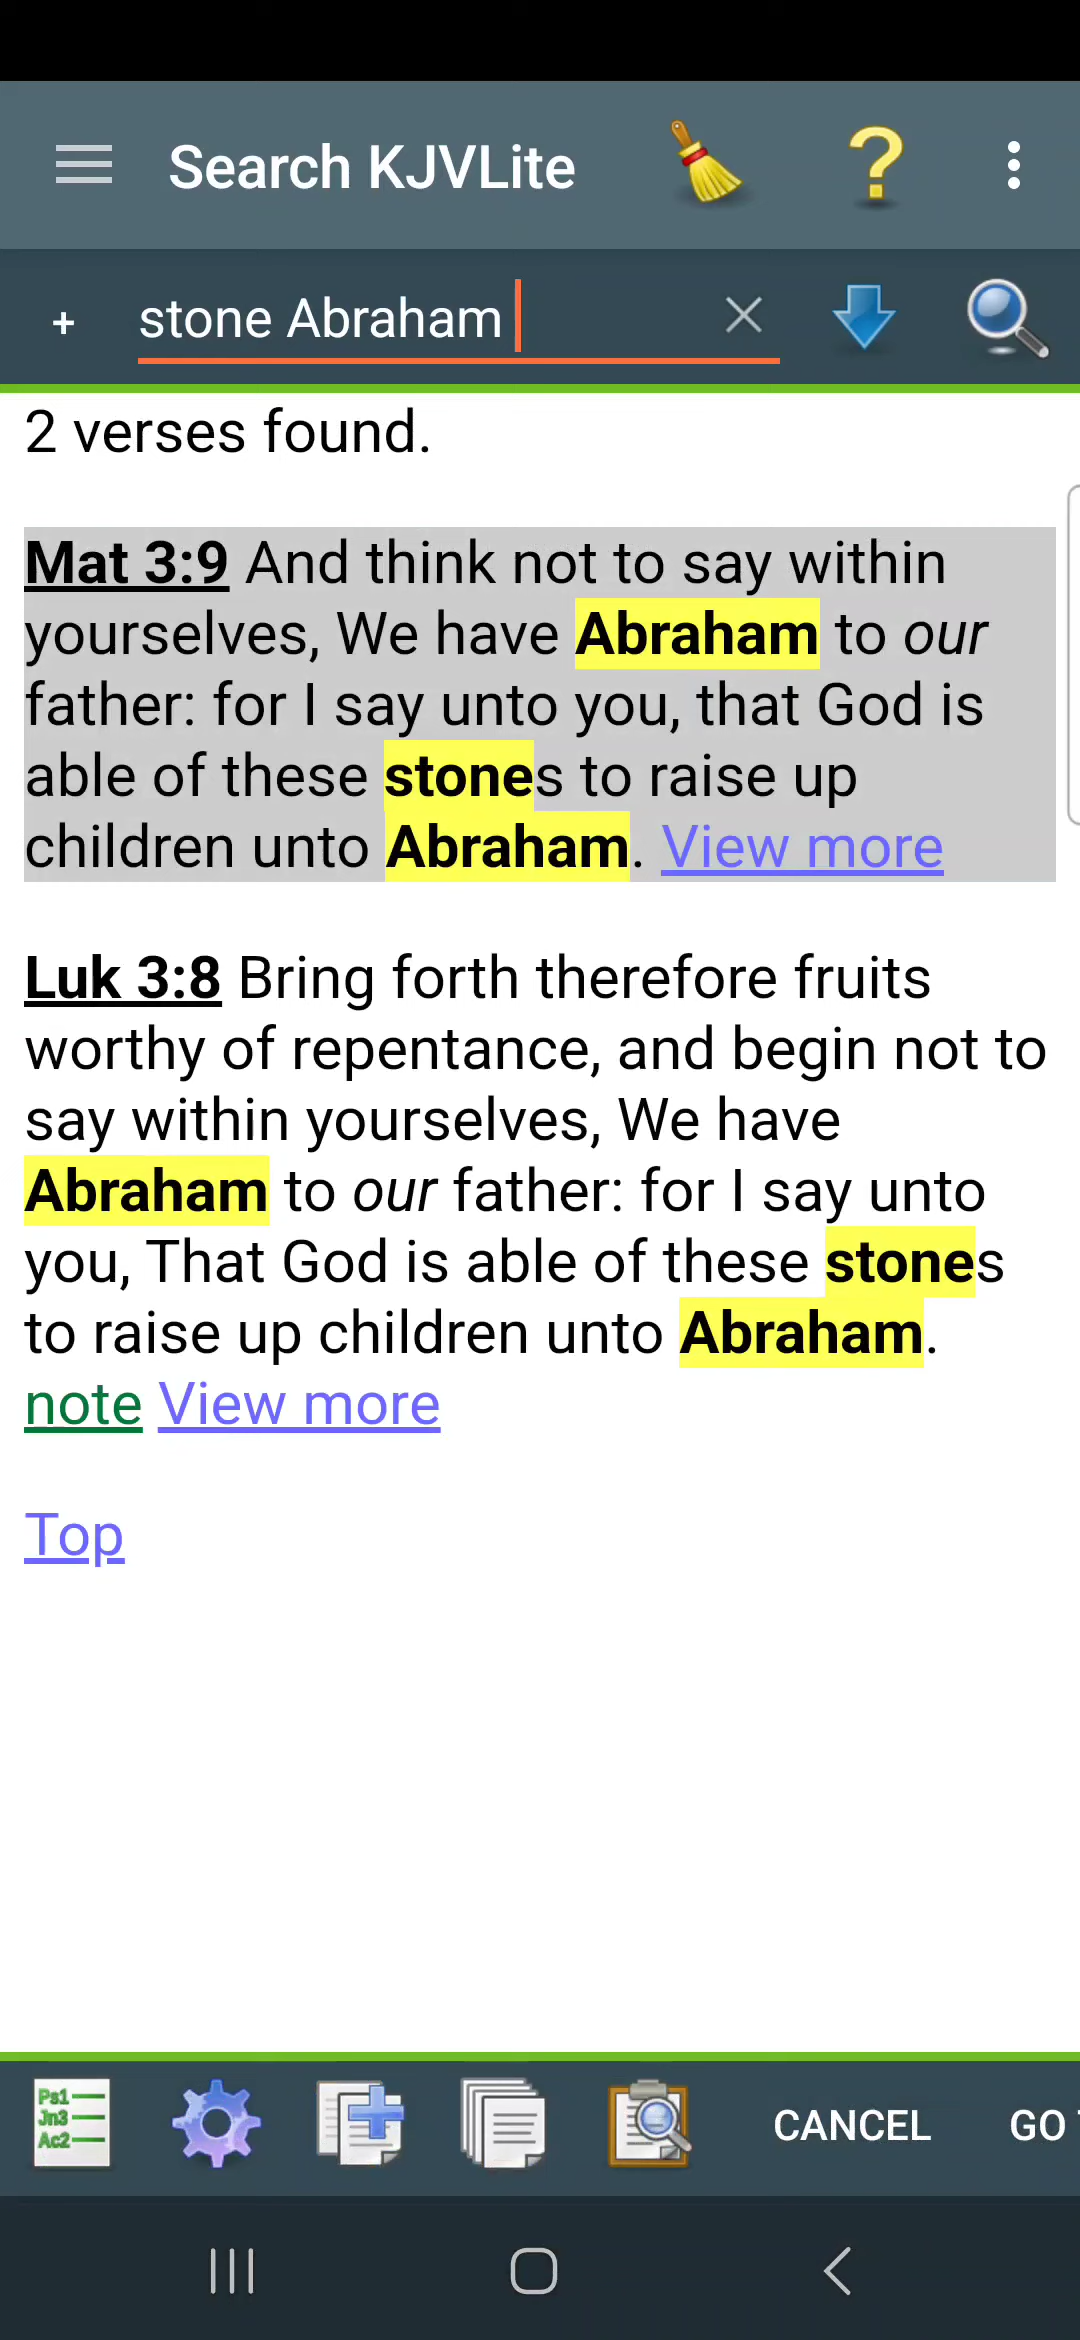 Search KJVLite
+ stone Abraham
2 verses found.
Mat 3:9 And think not to say within
yourselves, We have Abraham to our
father: for I say unto you, that God is
able of these stones to raise up
children unto Abraham. View more
Luk 3:8 Bring forth therefore fruits
worthy of repentance, and begin not to
say within yourselves, We have
Abraham to our father: for I say unto
you, That God is able of these stones
to raise up children unto Abraham.
note View more
Top
Ps1
Jn3
Ac2
CANCEL GO